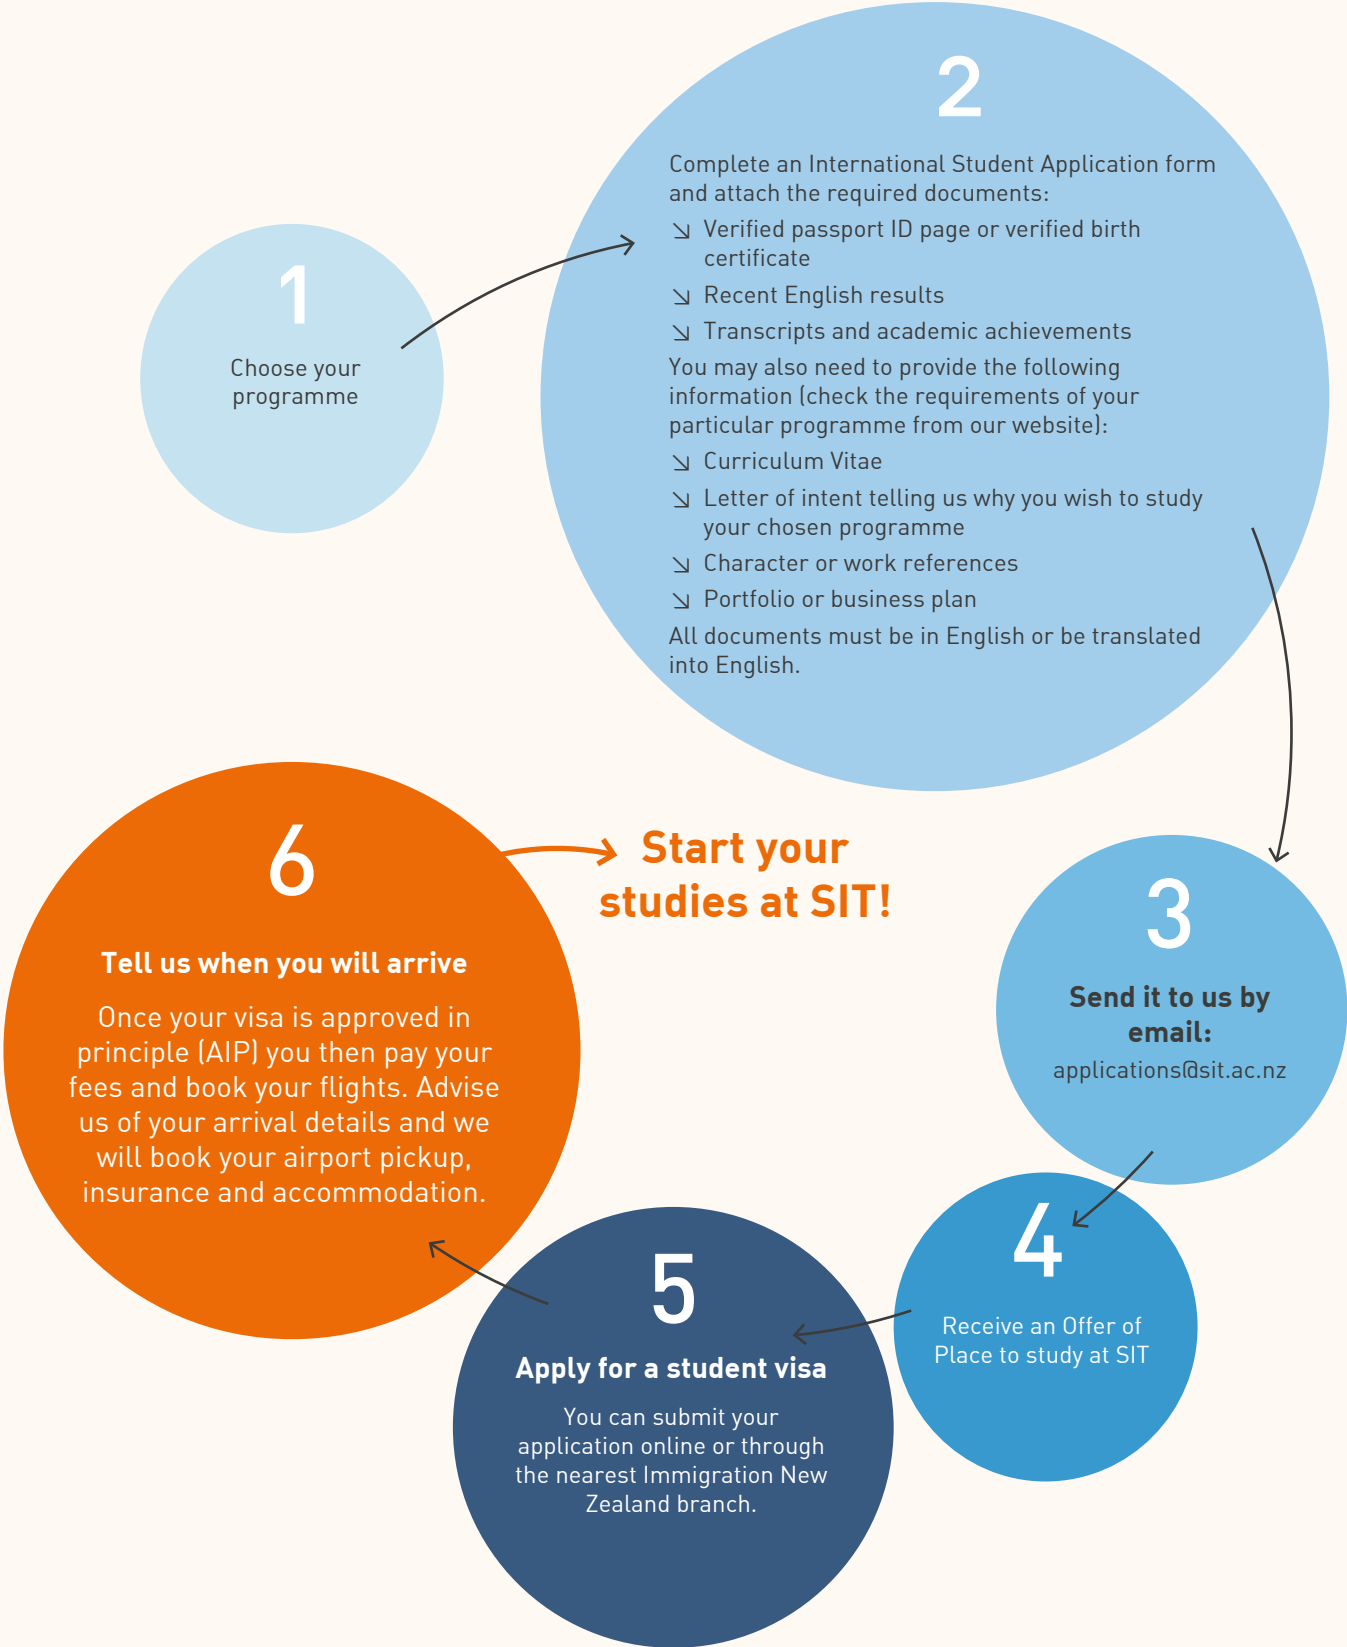 1
Choose your
programme
2
Complete an International Student Application form
and attach the required documents:
Verified passport ID page or verified birth
certificate
Recent English results
Transcripts and academic achievements
You may also need to provide the following
information (check the requirements of your
particular programme from our website):
Curriculum Vitae
Letter of intent telling us why you wish to study
your chosen programme
Character or work references
Portfolio or business plan
All documents must be in English or be translated
into English.
3
Send it to us by
email:
applications@sit.ac.nz
4
Receive an Offer of
Place to study at SIT
5
Apply for a student visa
You can submit your
application online or through
the nearest Immigration New
Zealand branch.
6
Tell us when you will arrive
Once your visa is approved in
principle (AIP) you then pay your
fees and book your flights. Advise
us of your arrival details and we
will book your airport pickup,
insurance and accommodation.
Start your
studies at SIT!